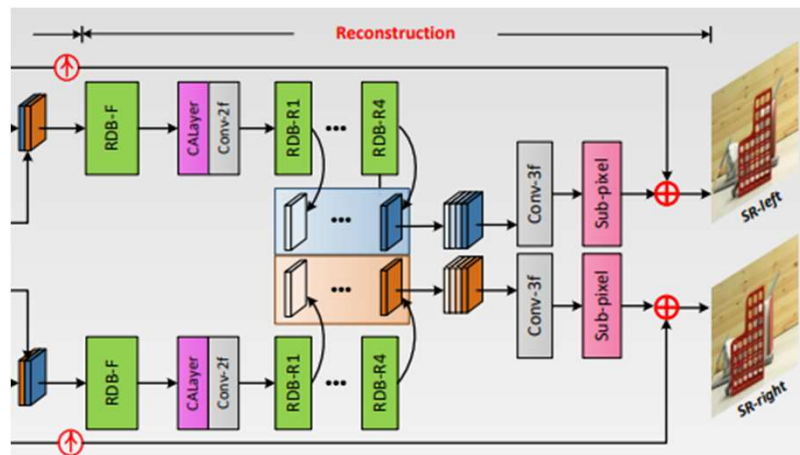 Reconstruction
RDB-F
CALayer
Conv-2f
RDB-R1
•••
RDB-R4
•••
•••
Conv-3f
Sub-pixel
SR-left
Conv-3f
Sub-pixel
SR-right
RDB-F
CALayer
Conv-2f
RDB-R1
•••
RDB-R4